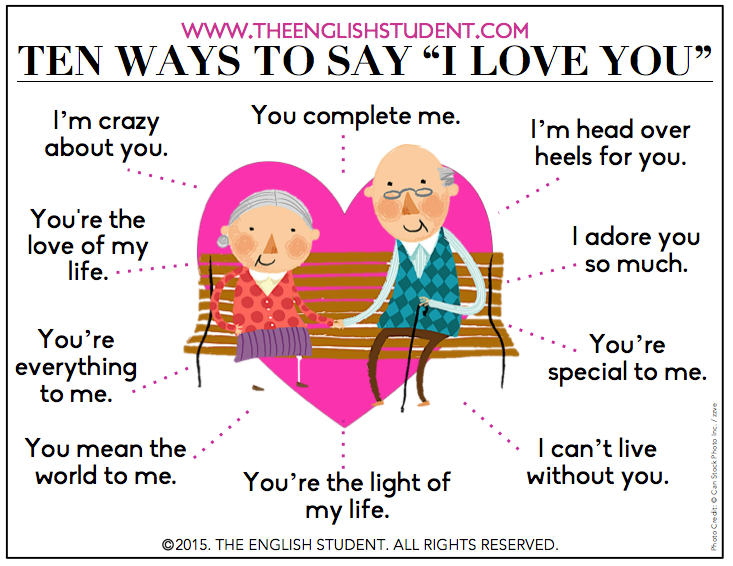 WWW.THEENGLISHSTUDENT.COM
TEN WAYS TO SAY “I LOVE YOU”
You complete me.
I’m crazy
about you.
I’m head over
heels for you.
You're the
love of my
life.
I adore you
so much.
You’re
everything
to me.
You’re
special to me.
You mean the
world to me.
I can’t live
without you.
You’re the light of
my life.
Photo Credit: © Can Stock Photo Inc. / zzve
©2015. THE ENGLISH STUDENT. ALL RIGHTS RESERVED.